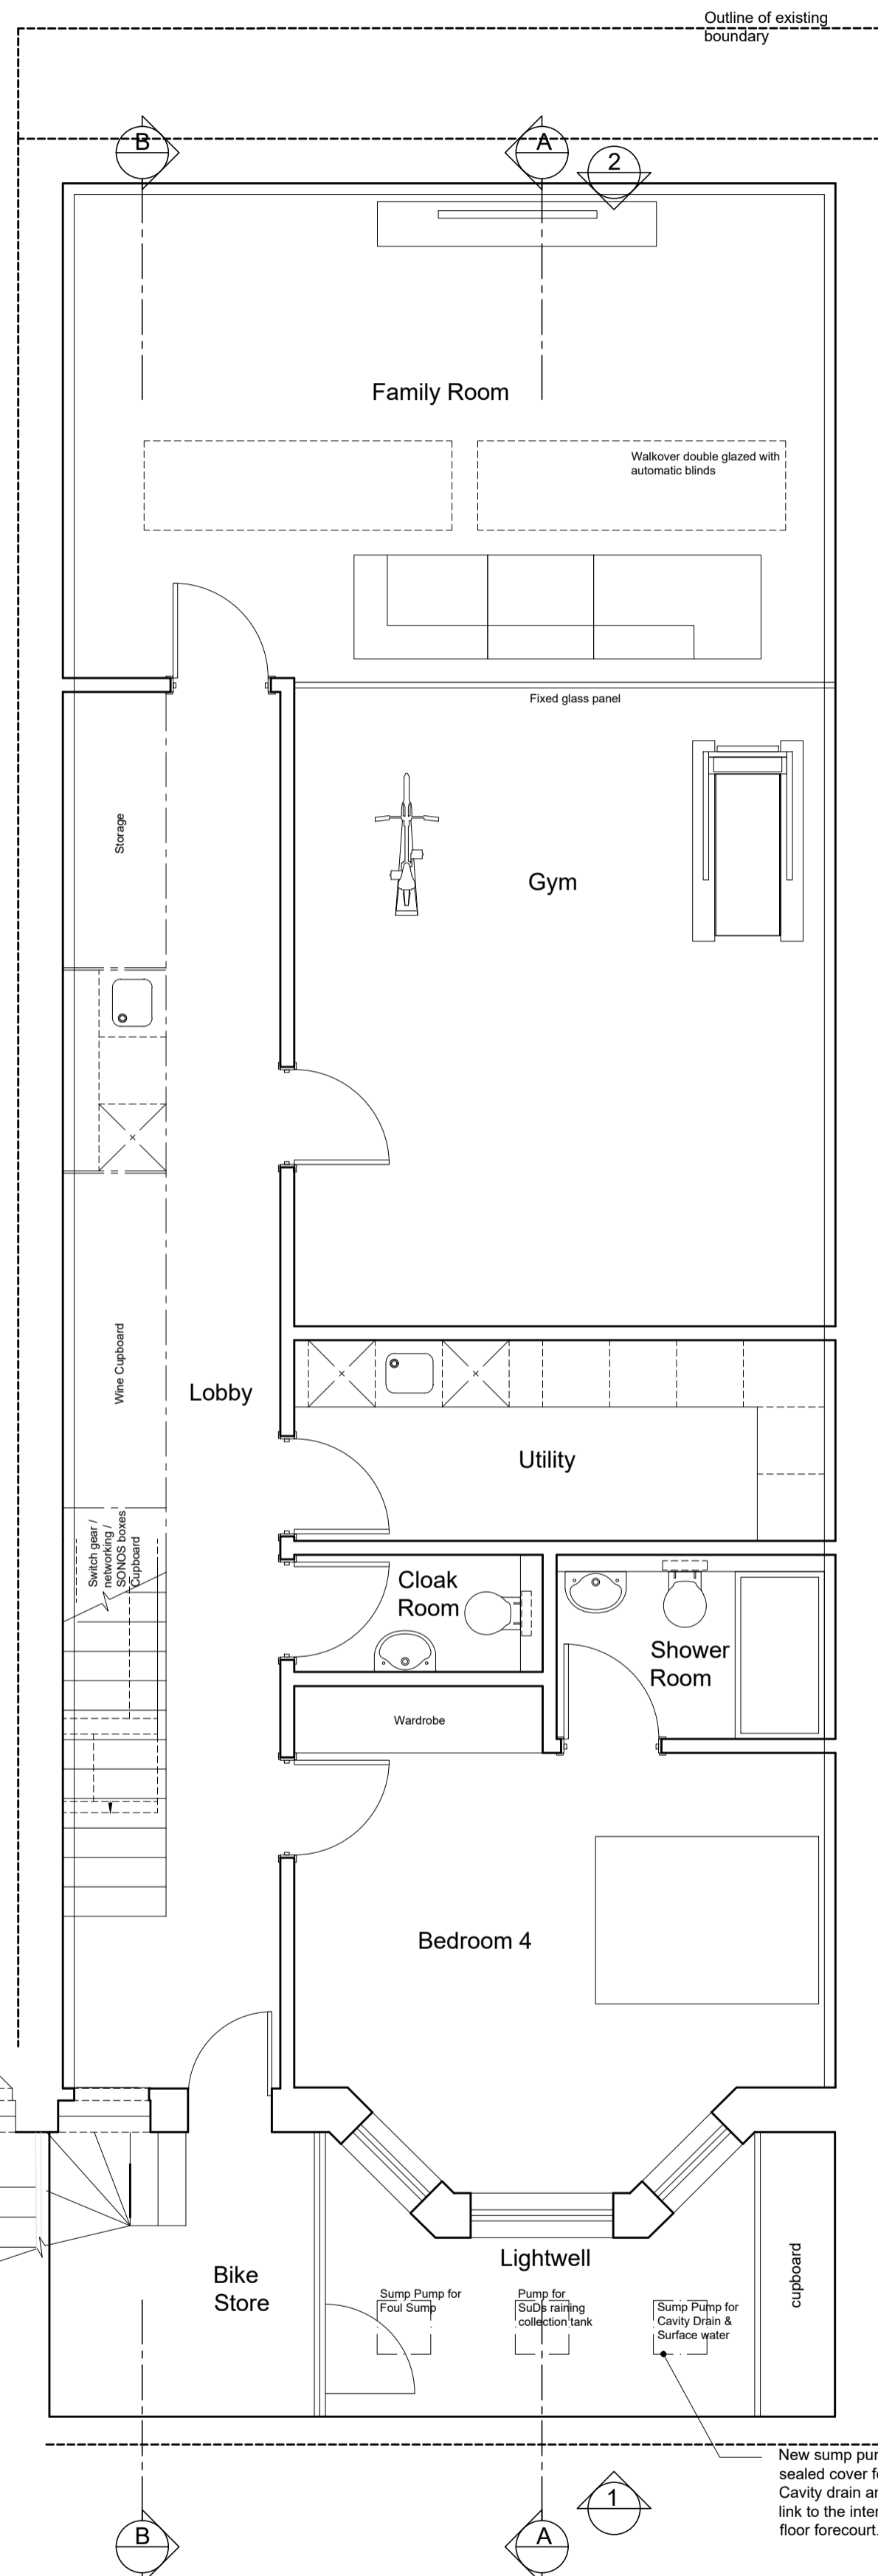 Outline of existing
boundary
B
A
2
Family Room
Walkover double glazed with
automatic blinds
Fixed glass panel
Storage
Gym
Wine Cupboard
Lobby
Utility
Switch gear /
networking /
SONOS boxes
Cupboard
Cloak
Room
Shower
Room
Wardrobe
Bedroom 4
Lightwell
Bike
Store
cupboard
Sump Pump for
Foul Sump
Pump for
SuDs raining
collection tank
Sump Pump for
Cavity Drain &
Surface water
New sump
sealed cover
Cavity drain
link to the
floor forecourt.
1
B
A